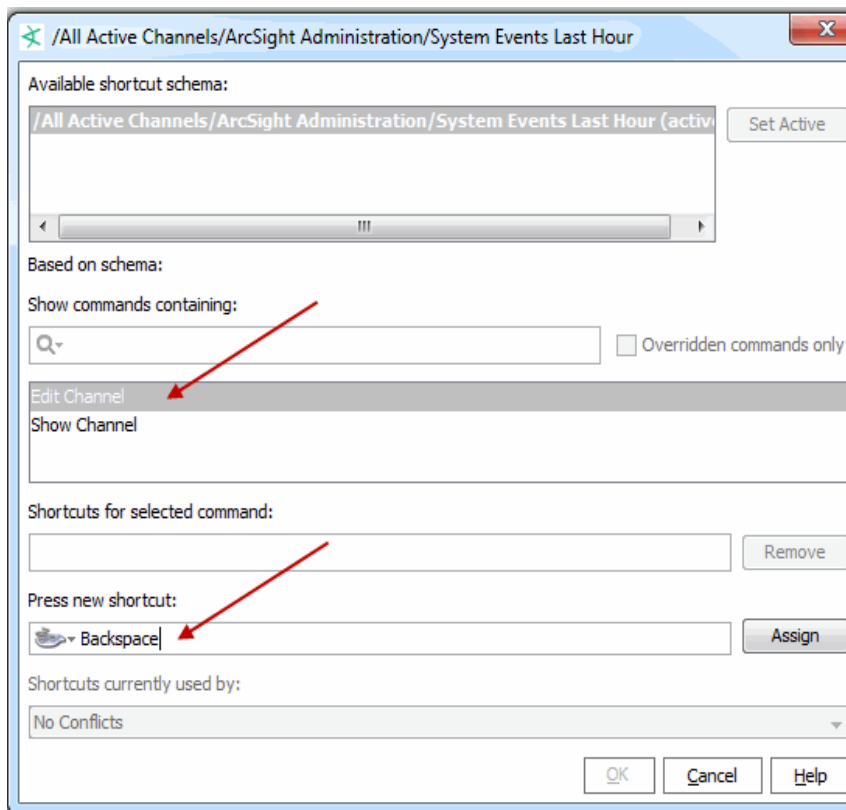 /All Active Channels/ArcSight Administration/System Events Last Hour
Available shortcut schema:
/All Active Channels/ArcSight Administration/System Events Last Hour (active
Set Active
Based on schema:
Show commands containing:
Overridden commands only
Edit Channel
Show Channel
Shortcuts for selected command:
Remove
Press new shortcut:
Backspace
Assign
Shortcuts currently used by:
No Conflicts
OK Cancel Help